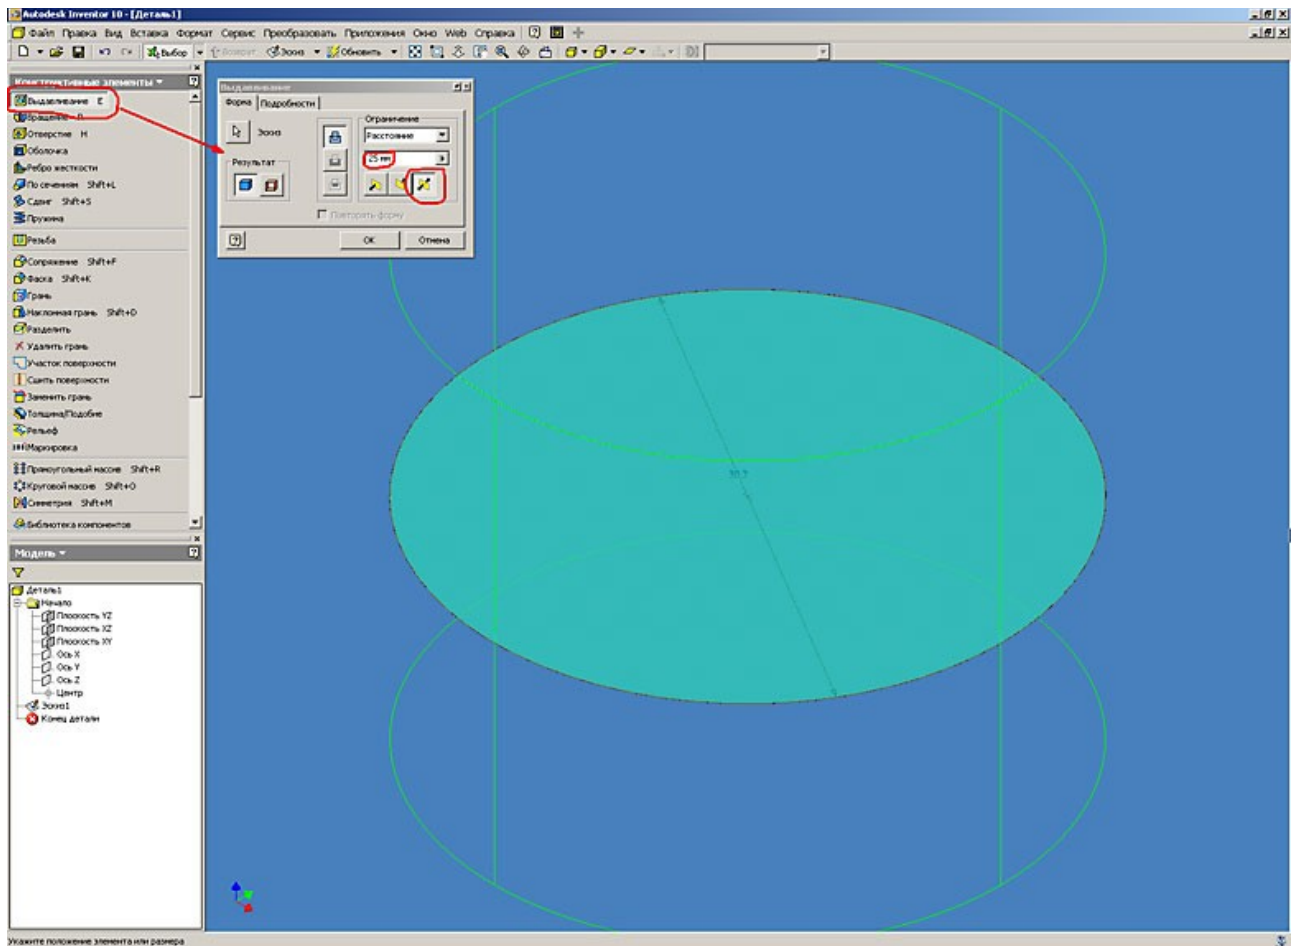 Autodesk Inventor 10 - [Деталь1]
Файл Правка Вид Вставка Формат Сервис Преобразовать Приложения Окно Web Справка
Выбор Возврат Эскиз Обновить
Конструктивные элементы
Выдавливание E
Вращение R
Отверстие H
Оболочка
Ребро жесткости
По сечениям Shift+L
Сдвиг Shift+S
Пружина
Резьба
Сопряжение Shift+F
Фаска Shift+K
Грань
Наклонная грань Shift+D
Разделить
Удалить грань
Участок поверхности
Сшить поверхности
Заменить грань
Толщина/Подобие
Рельеф
Маркировка
Прямоугольный массив Shift+R
Круговой массив Shift+O
Симметрия Shift+M
Библиотека компонентов
Модель
Деталь1
Начало
Плоскость YZ
Плоскость XZ
Плоскость XY
Ось X
Ось Y
Ось Z
Центр
Эскиз1
Конец детали
Выдавливание
Форма Подробности
Эскиз
Результат
Ограничение
Расстояние
25 мм
Повторять форму
OK Отмена
Укажите положение элемента или размера